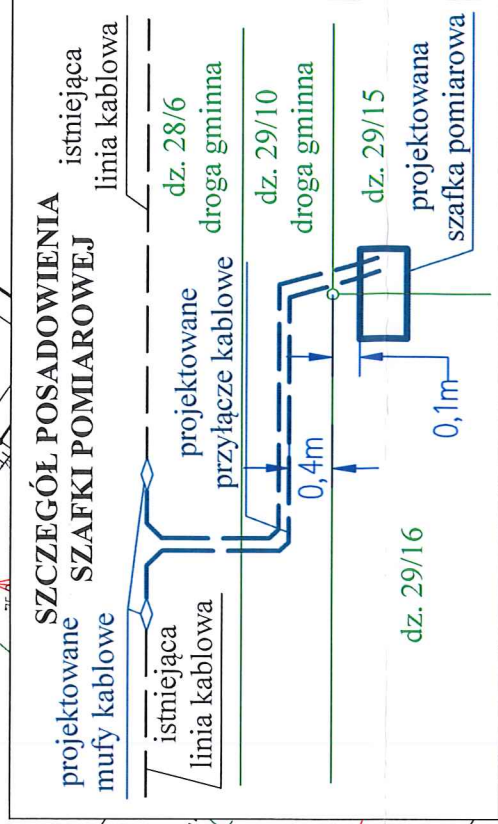 SZCZEGÓŁ POSADOWIENIA
SZAFKI POMIAROWEJ
projektowane
mufy kablowe
istniejąca
linia kablowa
istniejąca
linia kablowa
dz. 28/6
droga gminna
projektowane
przyłącze kablowe
dz. 29/10
droga gminna
0,4m
0,1m
dz. 29/16
dz. 29/15
projektowana
szafka pomiarowa